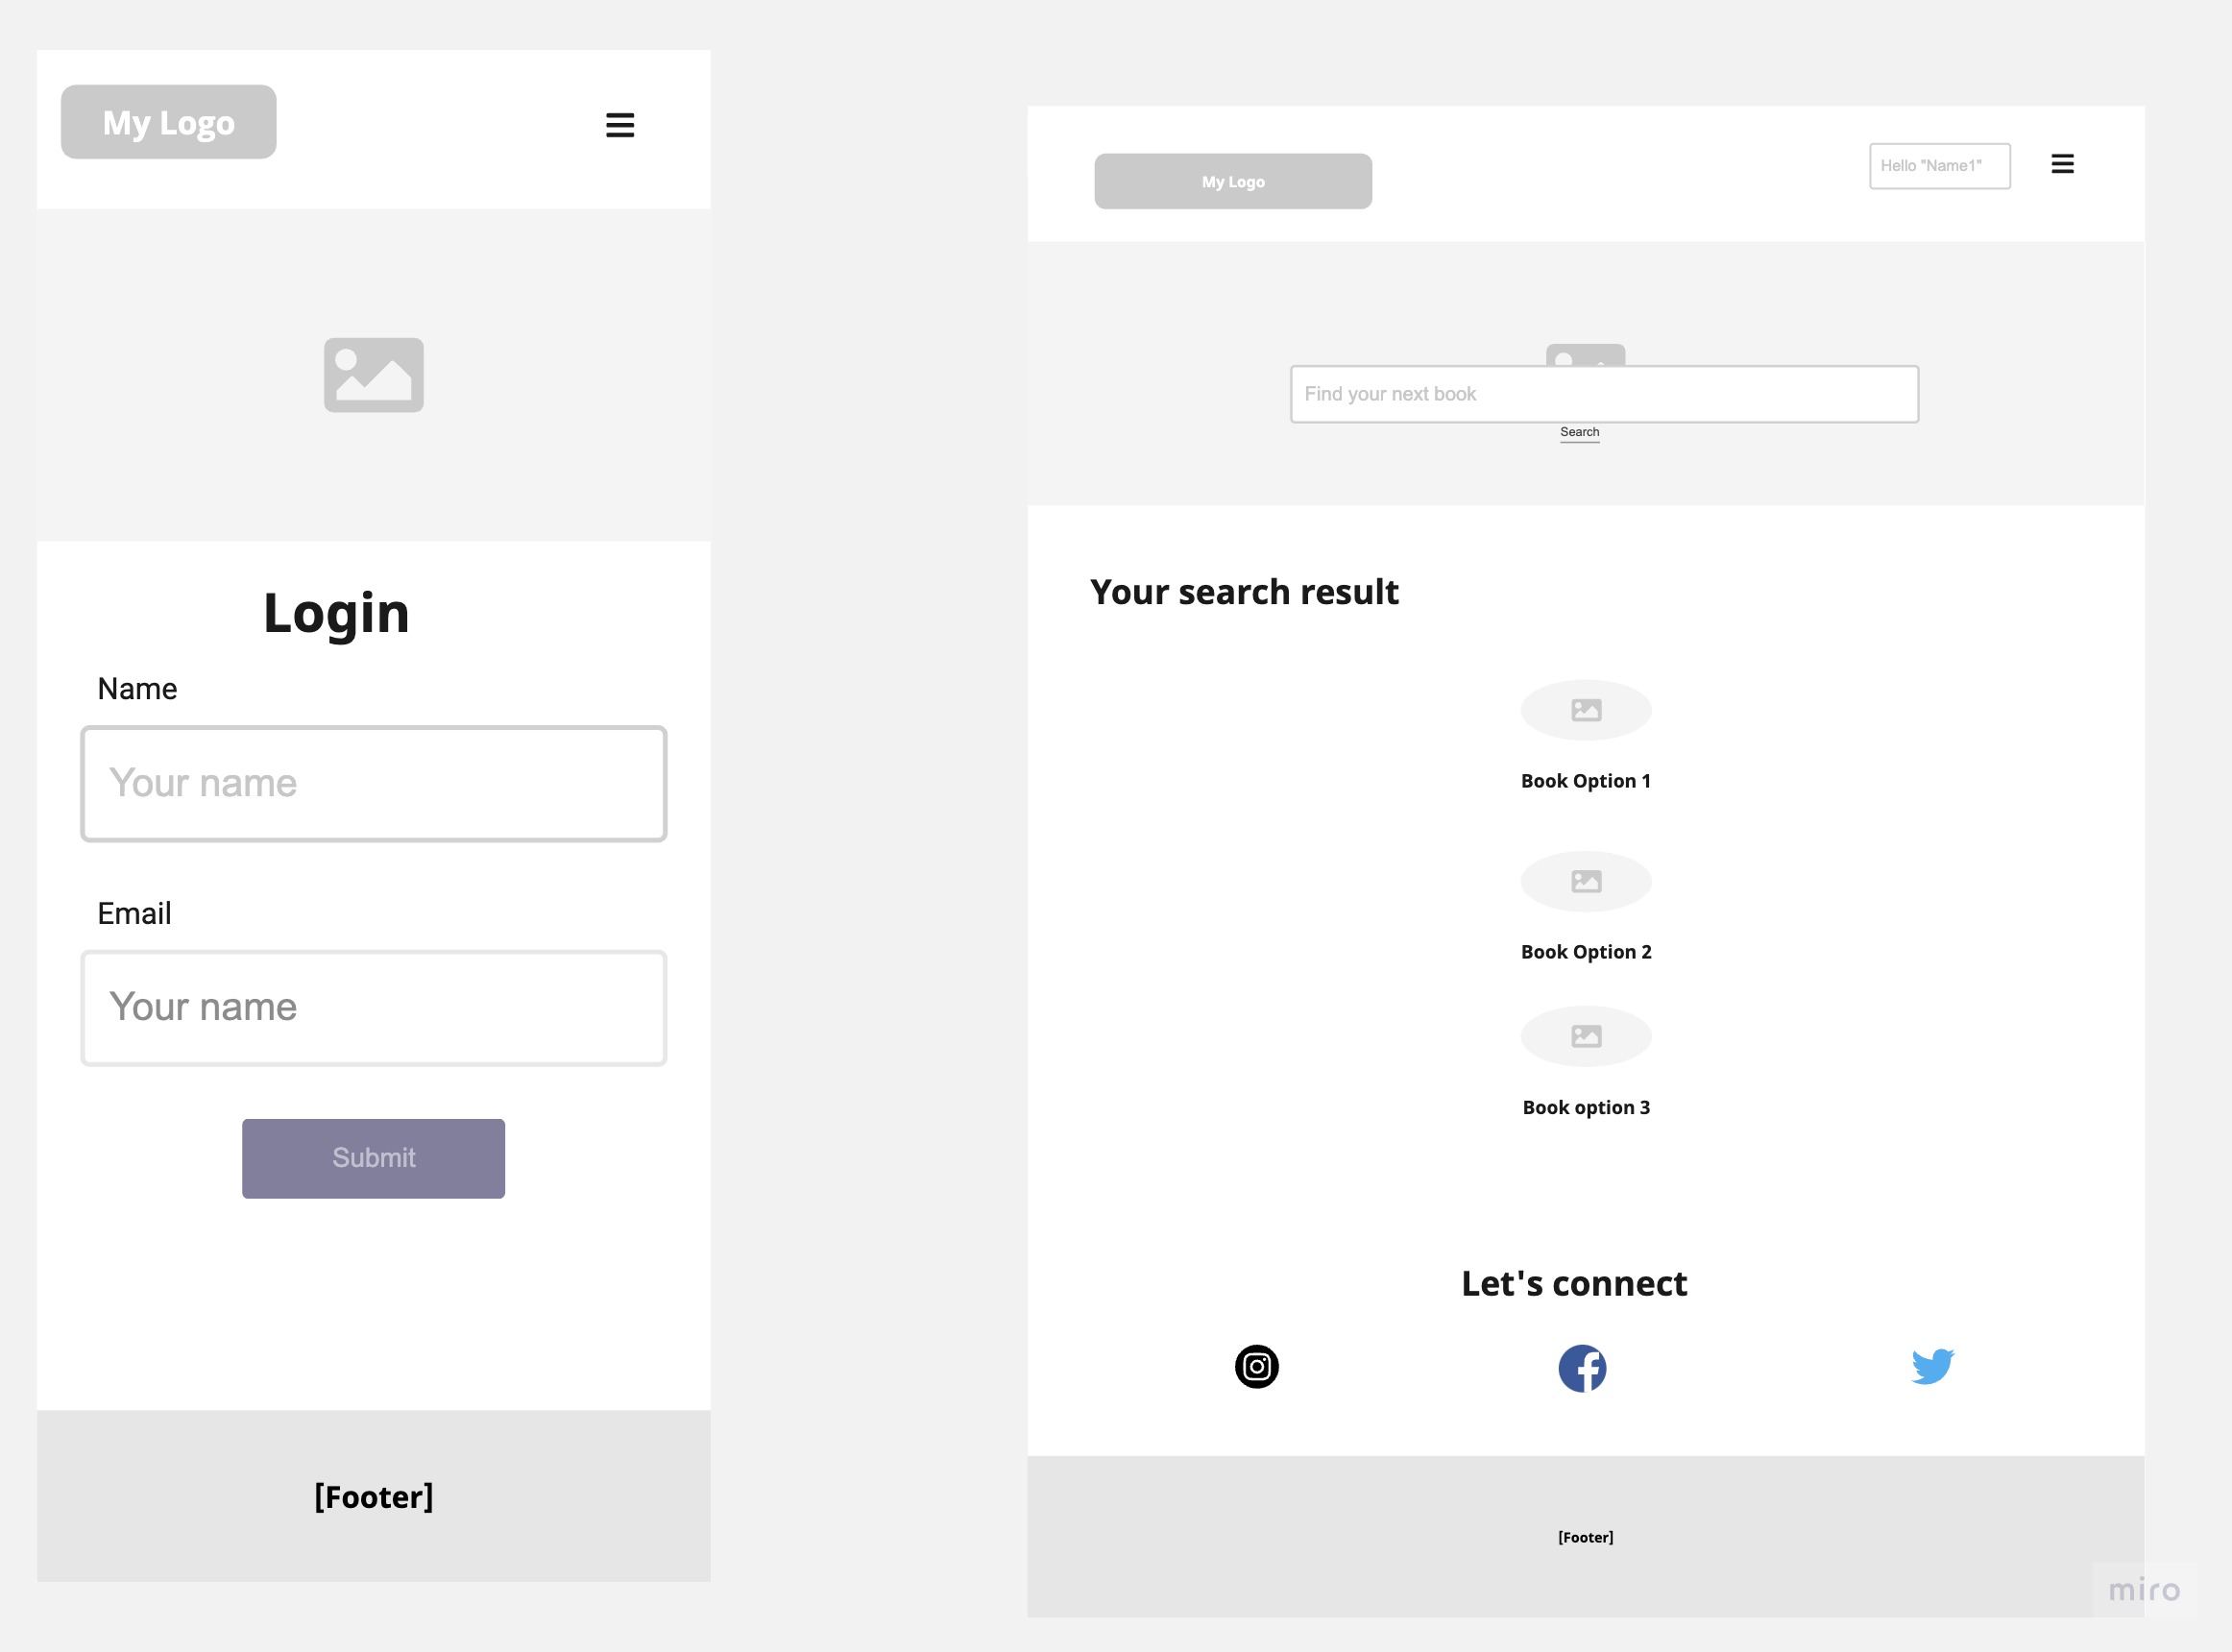 My Logo
Login
Name
Your name
Email
Your name
Submit
[Footer]
My Logo
Hello "Name1"
Find your next book
Search
Your search result
Book Option 1
Book Option 2
Book option 3
Let's connect
[Footer]
miro